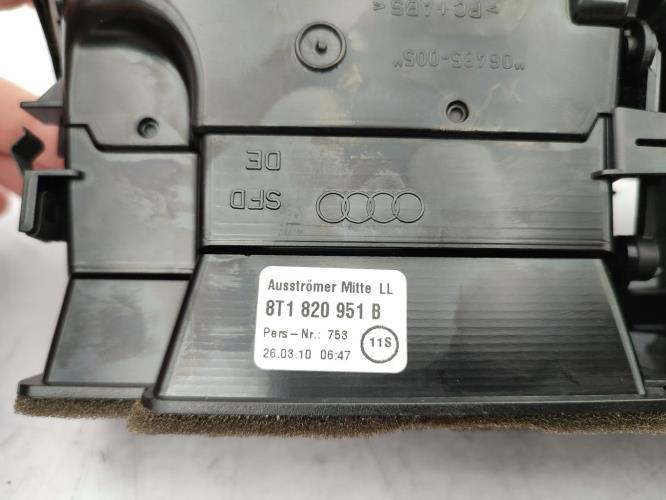 >PC+ABS<
"06435-005"
DE
SFD
Ausströmer Mitte LL
8T1 820 951 B
Pers-Nr.: 753
11S
26.03.10 06:47